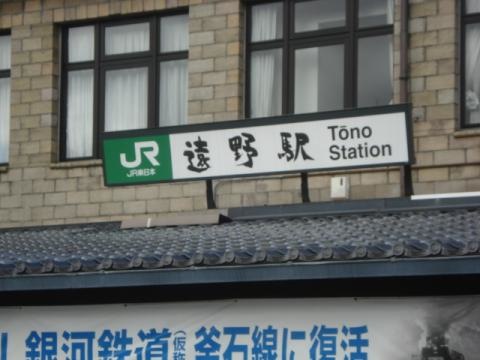 JR
JR東日本
遠野駅
Tōno
Station
! 銀河鉄道(仮称 釜石線に復活